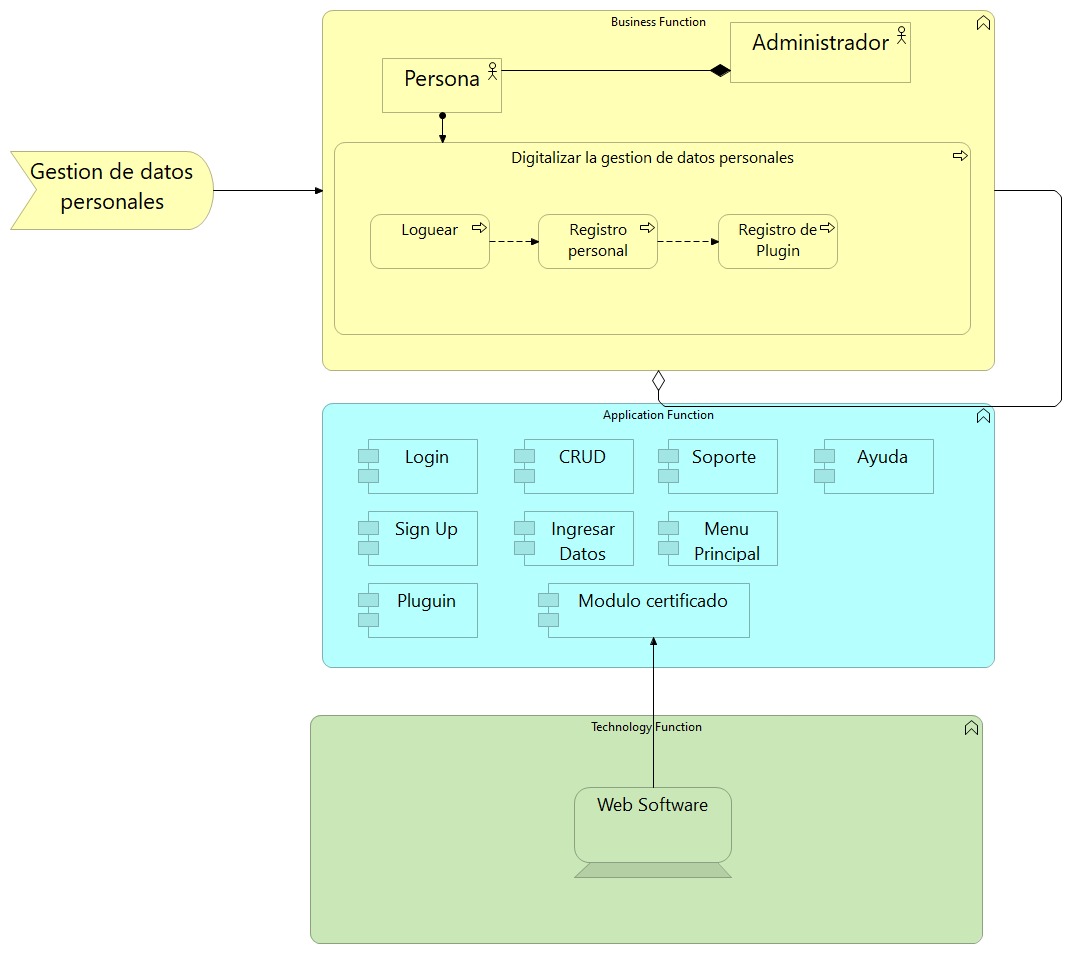 Business Function
Administrador
Persona
Gestion de datos
personales
Digitalizar la gestion de datos personales
Loguear
Registro
personal
Registro de
Plugin
Application Function
Login
CRUD
Soporte
Ayuda
Sign Up
Ingresar
Datos
Menu
Principal
Pluguin
Modulo certificado
Technology Function
Web Software